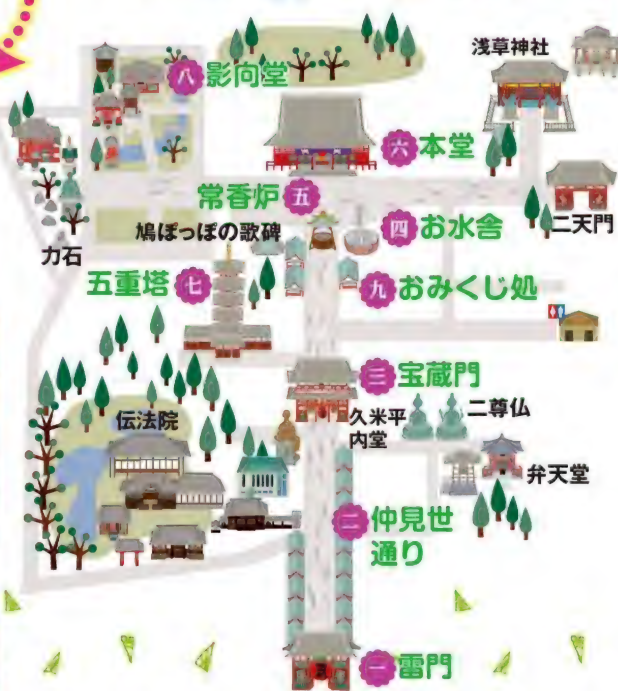 浅草神社
八 影向堂
六 本堂
常香炉 五
四 お水舎
二天門
鳩ぽっぽの歌碑
力石
五重塔 七
九 おみくじ処
三 宝蔵門
久米平
内堂
二尊仏
伝法院
弁天堂
二 仲見世
通り
一 雷門